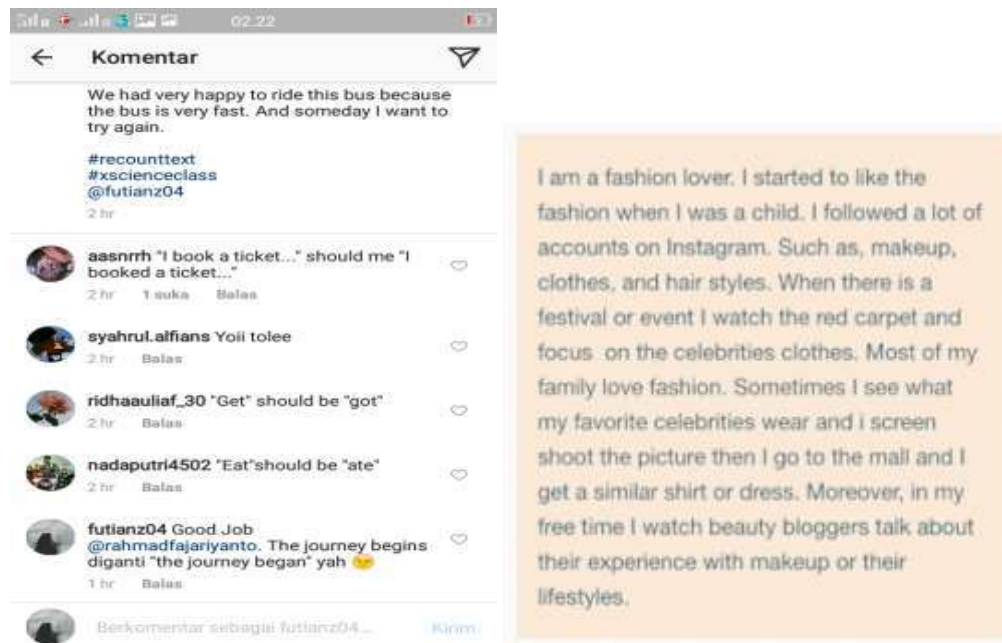 02.22
Komentar
We had very happy to ride this bus because
the bus is very fast. And someday I want to
try again.
#recounttext
#xscienceclass
@futianz04
2 hr
aasnrrh "I book a ticket..." should me "I
booked a ticket..."
2 hr 1 suka Balas
syahrul.alfians Yoii tolee
2 hr Balas
ridhaauliaf_30 "Get" should be "got"
2 hr Balas
nadaputri4502 "Eat"should be "ate"
2 hr Balas
futianz04 Good Job
@rahmadfajariyanto. The journey begins
diganti "the journey began" yah
1 hr Balas
Berkomentar sebagai futianz04... Kirim
I am a fashion lover. I started to like the
fashion when I was a child. I followed a lot of
accounts on Instagram. Such as, makeup,
clothes, and hair styles. When there is a
festival or event I watch the red carpet and
focus on the celebrities clothes. Most of my
family love fashion. Sometimes I see what
my favorite celebrities wear and i screen
shoot the picture then I go to the mall and I
get a similar shirt or dress. Moreover, in my
free time I watch beauty bloggers talk about
their experience with makeup or their
lifestyles.